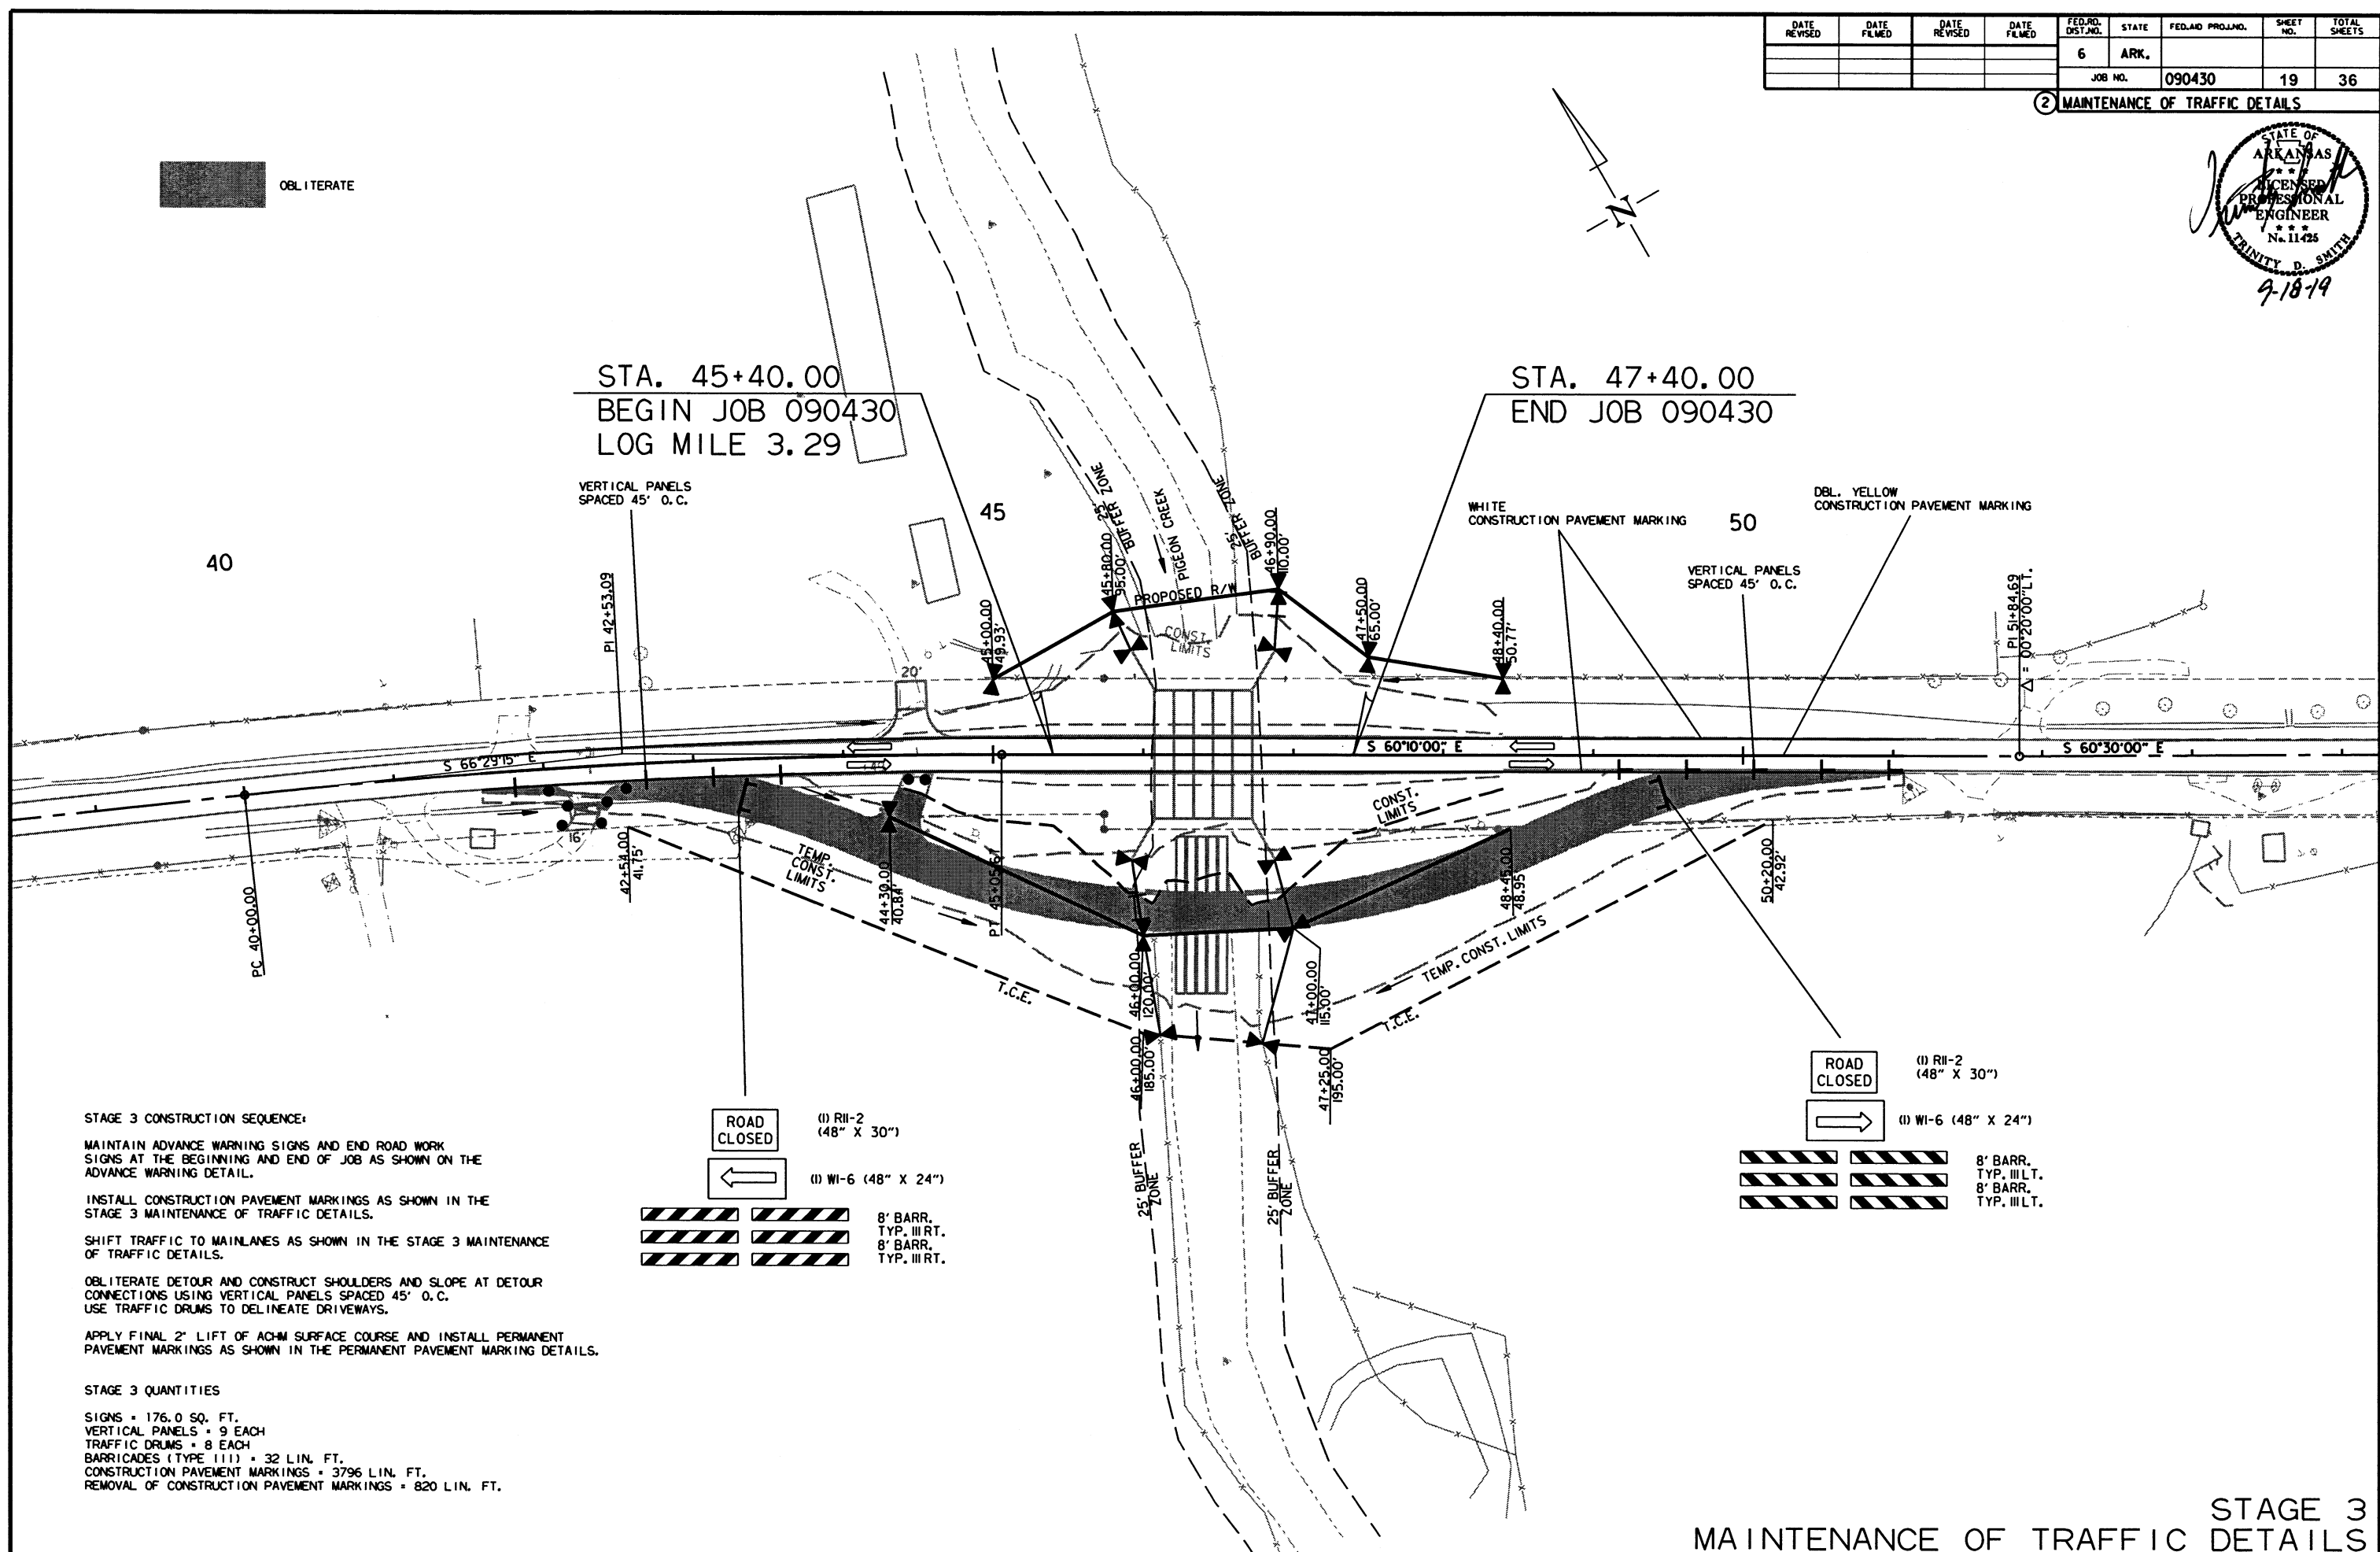 DATE REVISED
DATE FILMED
DATE REVISED
DATE FILMED
FED.RD. DIST.NO.
STATE
FED.AID PROJ.NO.
SHEET NO.
TOTAL SHEETS
6
ARK.
JOB NO.
090430
19
36
2
MAINTENANCE OF TRAFFIC DETAILS
STATE OF
ARKANSAS
* * *
LICENSED
PROFESSIONAL
ENGINEER
* * *
No. 11425
TRINITY D. SMITH
9-18-19
OBLITERATE
N
STA. 45+40.00
BEGIN JOB 090430
LOG MILE 3.29
STA. 47+40.00
END JOB 090430
VERTICAL PANELS
SPACED 45' O.C.
WHITE
CONSTRUCTION PAVEMENT MARKING
DBL. YELLOW
CONSTRUCTION PAVEMENT MARKING
VERTICAL PANELS
SPACED 45' O.C.
40
45
50
25' BUFFER ZONE
PIGEON CREEK
25' BUFFER ZONE
PI 42+53.09
45+00.00
49.93'
45+80.00
95.00'
PROPOSED R/W
46+90.00
110.00'
47+50.00
65.00'
48+40.00
50.77'
PI 51+84.69
Δ = 00°20'00" LT.
CONST.
LIMITS
20'
S 66°29'15" E
S 60°10'00" E
S 60°30'00" E
16'
PC 40+00.00
42+54.00
41.75'
TEMP.
CONST.
LIMITS
44+30.00
40.84'
PT 45+05.61
CONST.
LIMITS
48+45.00
48.95'
50+20.00
42.92'
T.C.E.
46+00.00
120.00'
46+00.00
185.00'
47+00.00
115.00'
47+25.00
195.00'
TEMP. CONST. LIMITS
T.C.E.
25' BUFFER
ZONE
25' BUFFER
ZONE
ROAD
CLOSED
(1) R11-2
(48" X 30")
(1) W1-6 (48" X 24")
8' BARR.
TYP. III RT.
8' BARR.
TYP. III RT.
ROAD
CLOSED
(1) R11-2
(48" X 30")
(1) W1-6 (48" X 24")
8' BARR.
TYP. III LT.
8' BARR.
TYP. III LT.
STAGE 3 CONSTRUCTION SEQUENCE:
MAINTAIN ADVANCE WARNING SIGNS AND END ROAD WORK
SIGNS AT THE BEGINNING AND END OF JOB AS SHOWN ON THE
ADVANCE WARNING DETAIL.
INSTALL CONSTRUCTION PAVEMENT MARKINGS AS SHOWN IN THE
STAGE 3 MAINTENANCE OF TRAFFIC DETAILS.
SHIFT TRAFFIC TO MAINLANES AS SHOWN IN THE STAGE 3 MAINTENANCE
OF TRAFFIC DETAILS.
OBLITERATE DETOUR AND CONSTRUCT SHOULDERS AND SLOPE AT DETOUR
CONNECTIONS USING VERTICAL PANELS SPACED 45' O.C.
USE TRAFFIC DRUMS TO DELINEATE DRIVEWAYS.
APPLY FINAL 2" LIFT OF ACHM SURFACE COURSE AND INSTALL PERMANENT
PAVEMENT MARKINGS AS SHOWN IN THE PERMANENT PAVEMENT MARKING DETAILS.
STAGE 3 QUANTITIES
SIGNS = 176.0 SQ. FT.
VERTICAL PANELS = 9 EACH
TRAFFIC DRUMS = 8 EACH
BARRICADES (TYPE III) = 32 LIN. FT.
CONSTRUCTION PAVEMENT MARKINGS = 3796 LIN. FT.
REMOVAL OF CONSTRUCTION PAVEMENT MARKINGS = 820 LIN. FT.
STAGE 3
MAINTENANCE OF TRAFFIC DETAILS